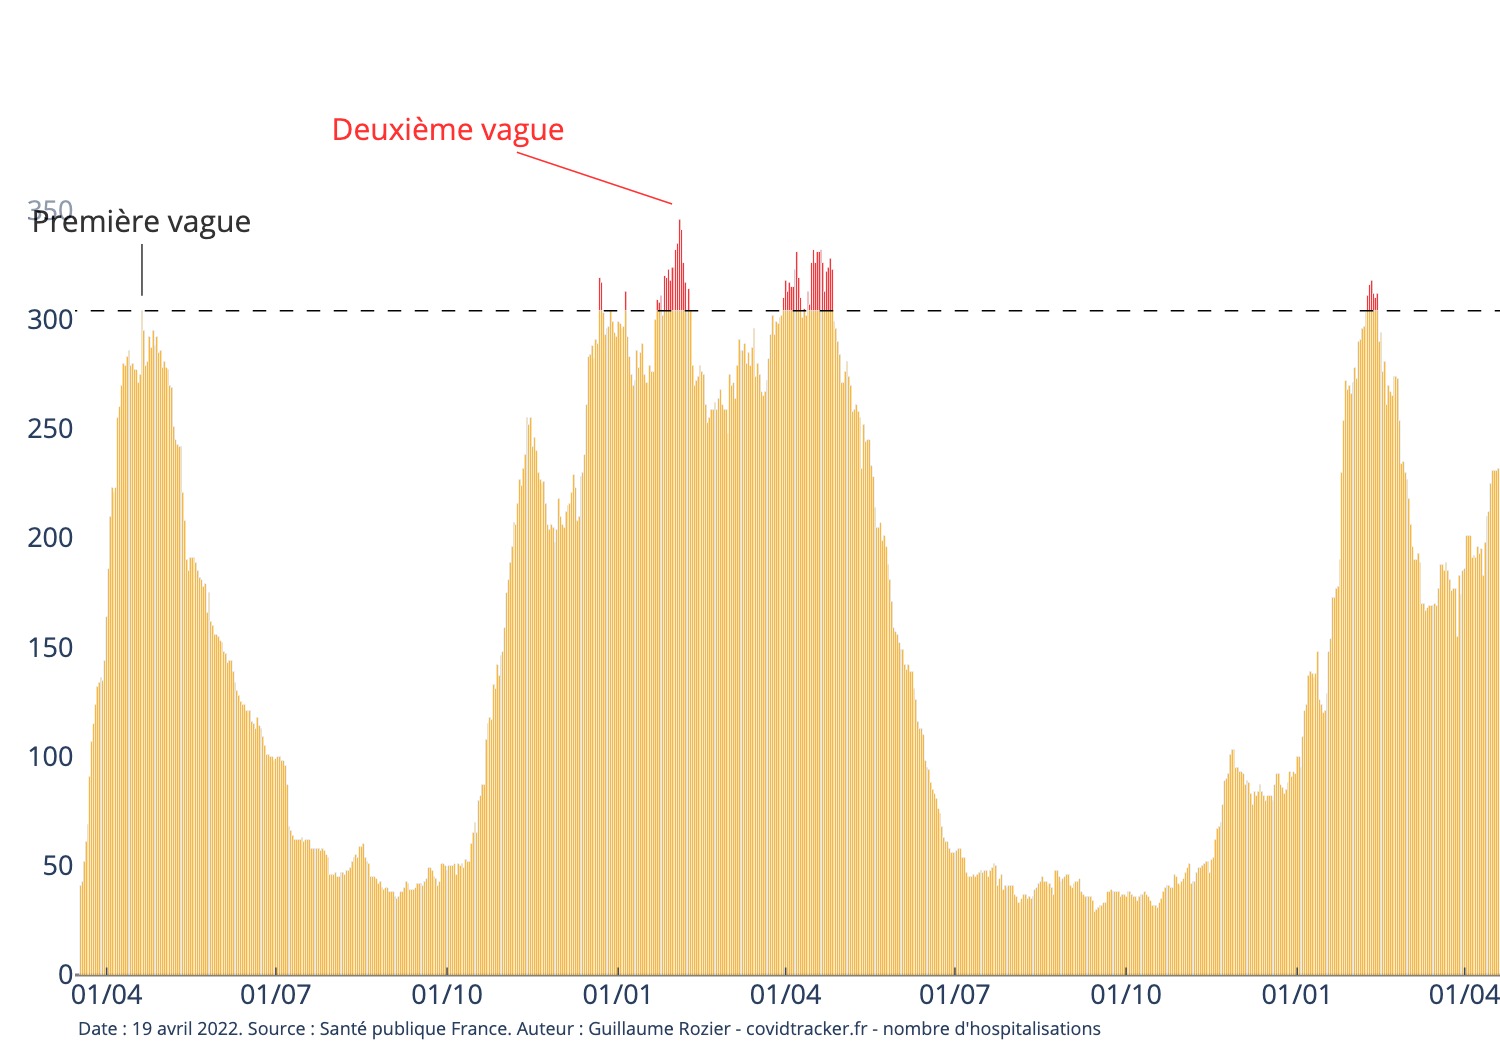 Deuxième vague
350
Première vague
300
250
200
150
100
50
0
01/04 01/07 01/10 01/01 01/04 01/07 01/10 01/01 01/04
Date : 19 avril 2022. Source : Santé publique France. Auteur : Guillaume Rozier - covidtracker.fr - nombre d'hospitalisations